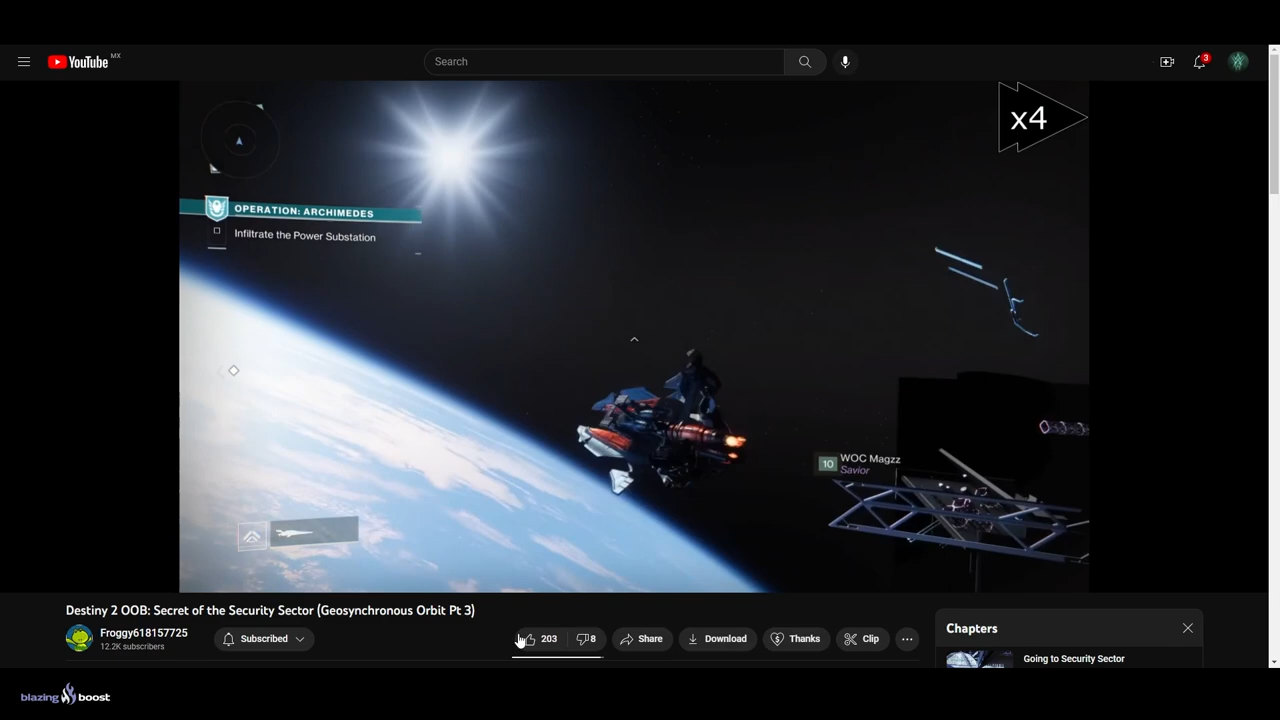 YouTube MX
Search
3
x4
OPERATION: ARCHIMEDES
Infiltrate the Power Substation
10 WOC Magzz
Savior
Destiny 2 OOB: Secret of the Security Sector (Geosynchronous Orbit Pt 3)
Froggy618157725
12.2K subscribers
Subscribed
203
8
Share
Download
Thanks
Clip
Chapters
Going to Security Sector
blazing boost